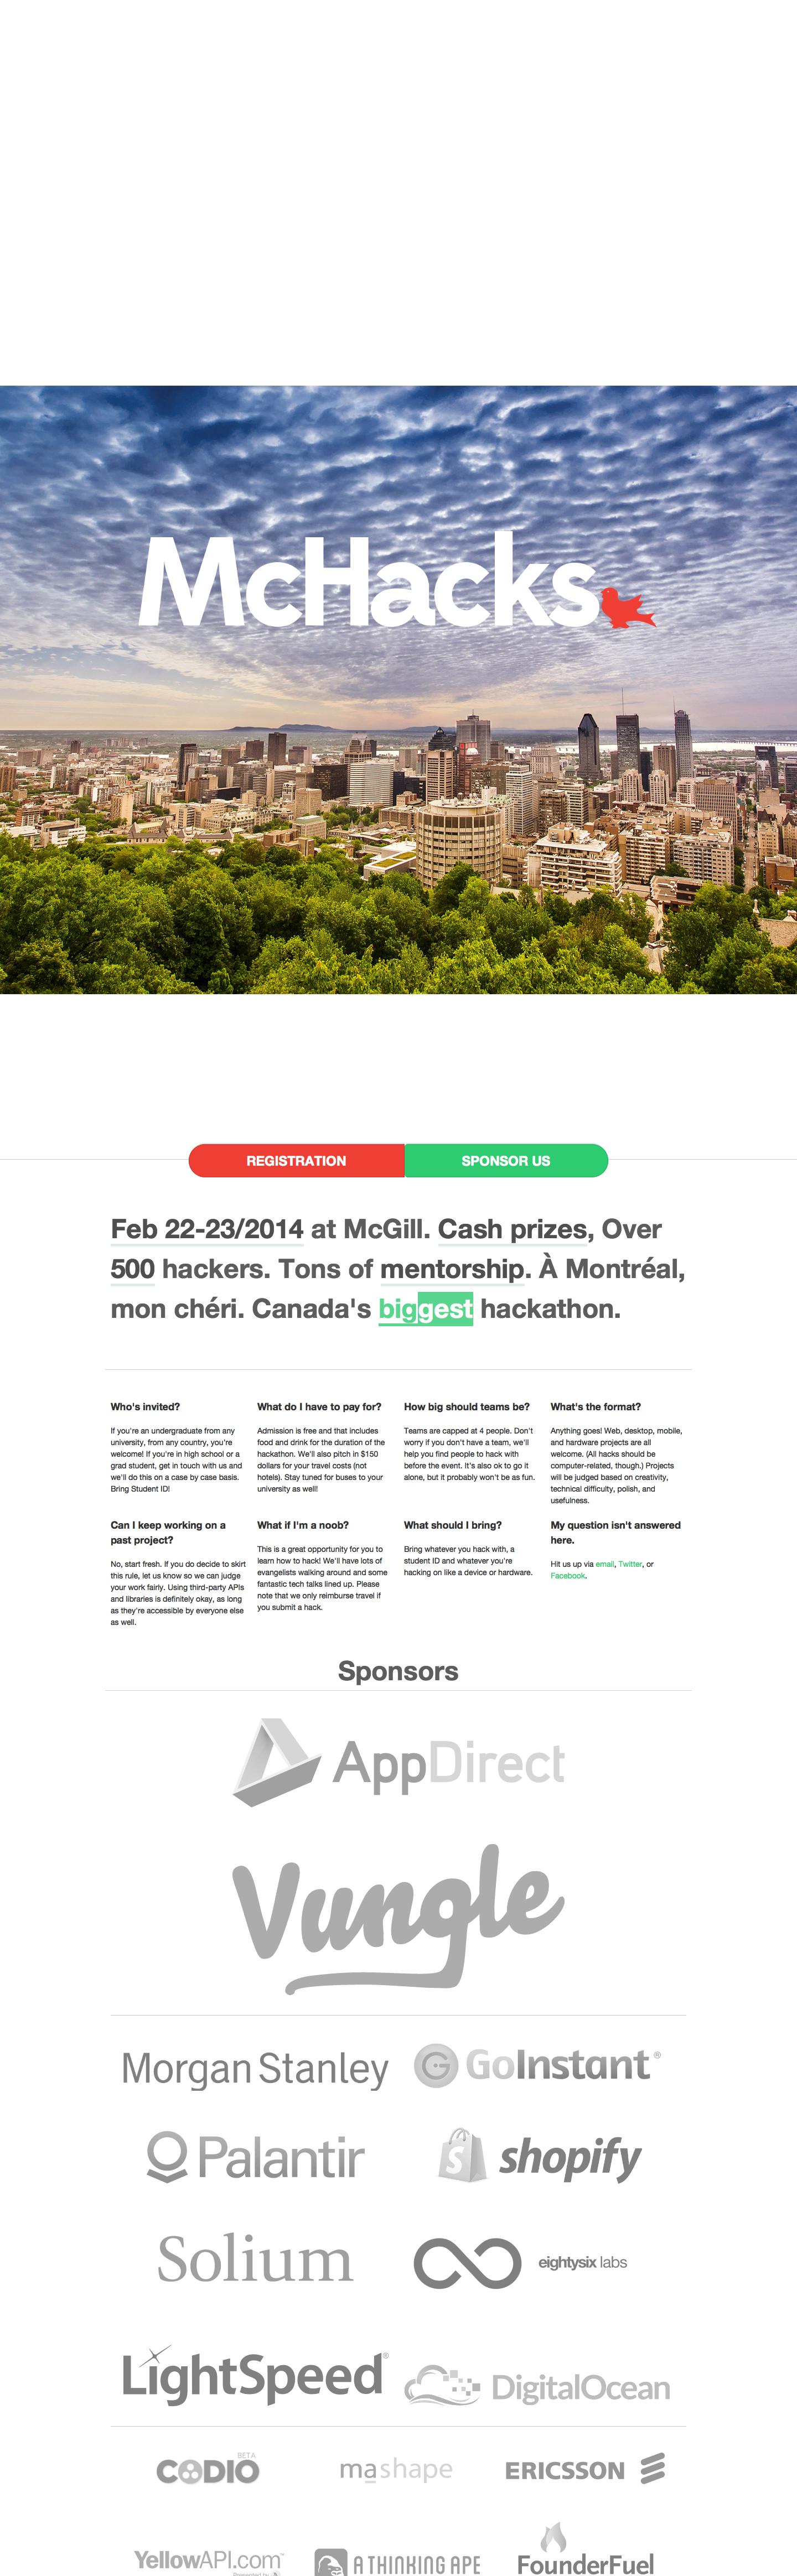 McHacks
REGISTRATION
SPONSOR US
Feb 22-23/2014 at McGill. Cash prizes, Over
500 hackers. Tons of mentorship. À Montréal,
mon chéri. Canada's biggest hackathon.
Who's invited?
If you're an undergraduate from any
university, from any country, you're
welcome! If you're in high school or a
grad student, get in touch with us and
we'll do this on a case by case basis.
Bring Student ID!
What do I have to pay for?
Admission is free and that includes
food and drink for the duration of the
hackathon. We'll also pitch in $150
dollars for your travel costs (not
hotels). Stay tuned for buses to your
university as well!
How big should teams be?
Teams are capped at 4 people. Don't
worry if you don't have a team, we'll
help you find people to hack with
before the event. It's also ok to go it
alone, but it probably won't be as fun.
What's the format?
Anything goes! Web, desktop, mobile,
and hardware projects are all
welcome. (All hacks should be
computer-related, though.) Projects
will be judged based on creativity,
technical difficulty, polish, and
usefulness.
Can I keep working on a
past project?
No, start fresh. If you do decide to skirt
this rule, let us know so we can judge
your work fairly. Using third-party APIs
and libraries is definitely okay, as long
as they're accessible by everyone else
as well.
What if I'm a noob?
This is a great opportunity for you to
learn how to hack! We'll have lots of
evangelists walking around and some
fantastic tech talks lined up. Please
note that we only reimburse travel if
you submit a hack.
What should I bring?
Bring whatever you hack with, a
student ID and whatever you're
hacking on like a device or hardware.
My question isn't answered
here.
Hit us up via email, Twitter, or
Facebook.
Sponsors
AppDirect
Vungle
Morgan Stanley
GoInstant®
Palantir
shopify
Solium
eightysix labs
LightSpeed®
DigitalOcean
CODIO BETA
mashape
ERICSSON
YellowAPI.com™
Presented by
A THINKING APE
FounderFuel